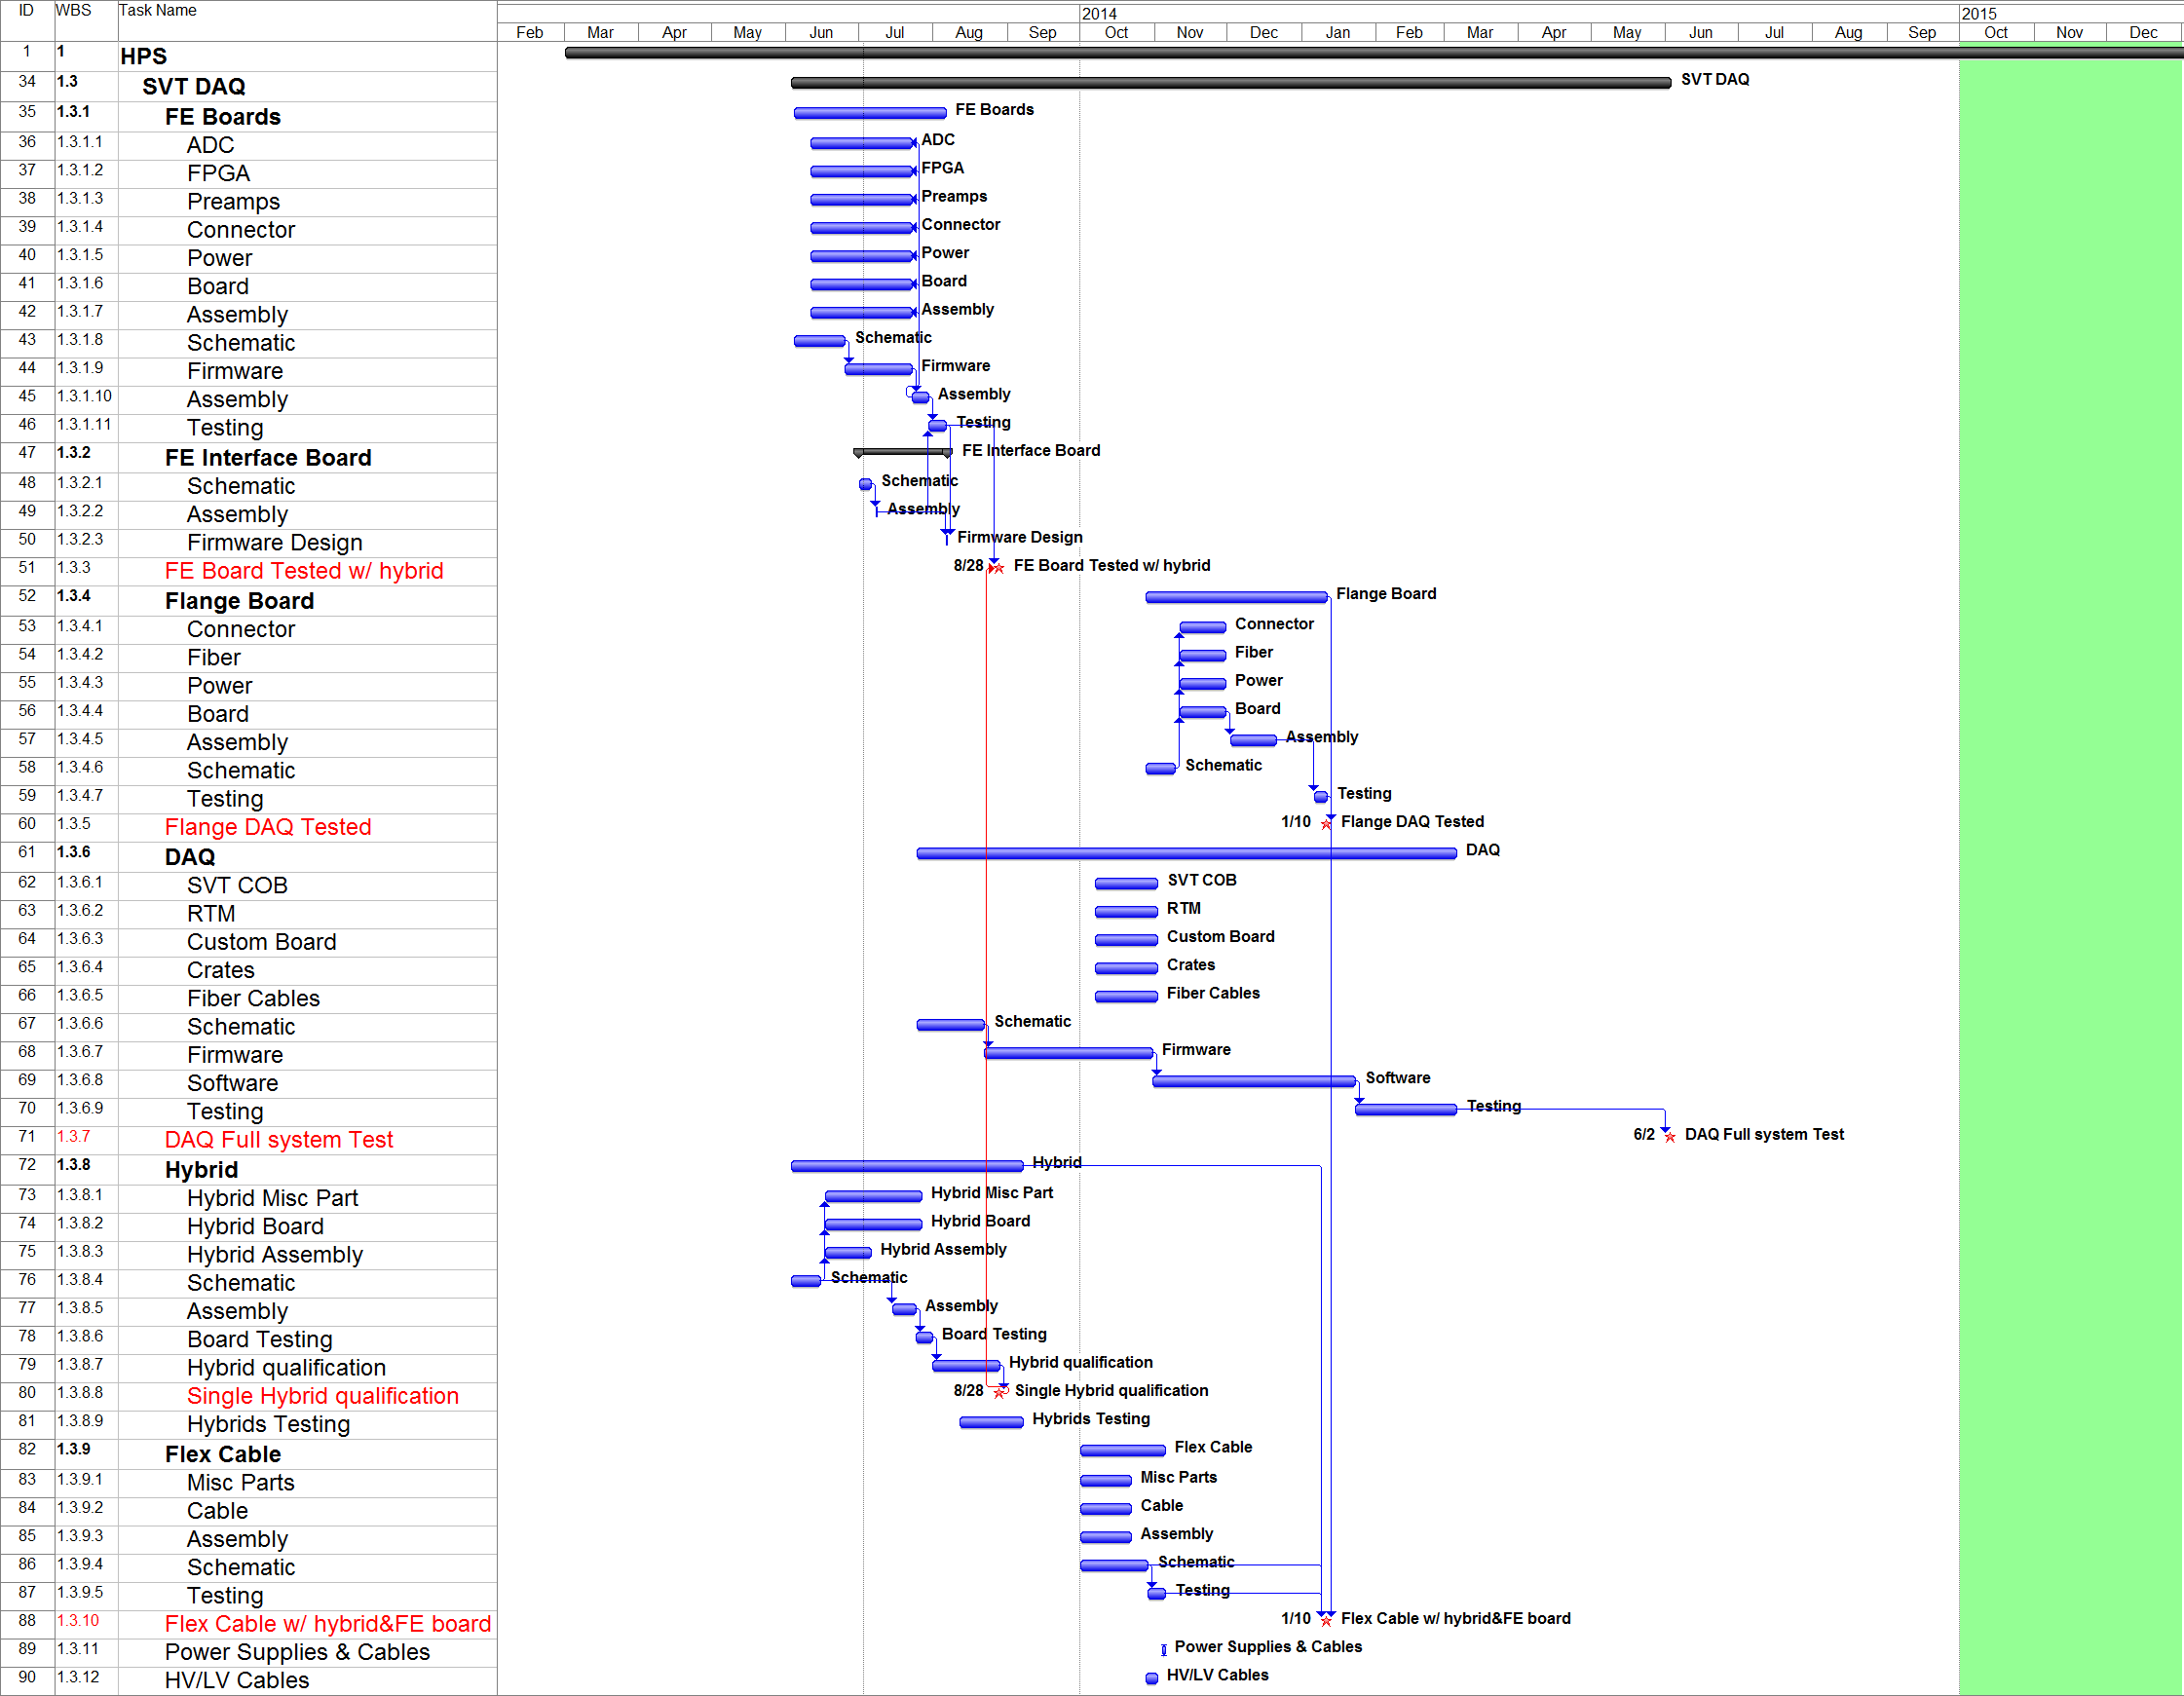 ID WBS Task Name 2014 2015
Feb Mar Apr May Jun Jul Aug Sep Oct Nov Dec Jan Feb Mar Apr May Jun Jul Aug Sep Oct Nov Dec
1 1 HPS
34 1.3 SVT DAQ SVT DAQ
35 1.3.1 FE Boards FE Boards
36 1.3.1.1 ADC ADC
37 1.3.1.2 FPGA FPGA
38 1.3.1.3 Preamps Preamps
39 1.3.1.4 Connector Connector
40 1.3.1.5 Power Power
41 1.3.1.6 Board Board
42 1.3.1.7 Assembly Assembly
43 1.3.1.8 Schematic Schematic
44 1.3.1.9 Firmware Firmware
45 1.3.1.10 Assembly Assembly
46 1.3.1.11 Testing Testing
47 1.3.2 FE Interface Board FE Interface Board
48 1.3.2.1 Schematic Schematic
49 1.3.2.2 Assembly Assembly
50 1.3.2.3 Firmware Design Firmware Design
51 1.3.3 FE Board Tested w/ hybrid 8/28 FE Board Tested w/ hybrid
52 1.3.4 Flange Board Flange Board
53 1.3.4.1 Connector Connector
54 1.3.4.2 Fiber Fiber
55 1.3.4.3 Power Power
56 1.3.4.4 Board Board
57 1.3.4.5 Assembly Assembly
58 1.3.4.6 Schematic Schematic
59 1.3.4.7 Testing Testing
60 1.3.5 Flange DAQ Tested 1/10 Flange DAQ Tested
61 1.3.6 DAQ DAQ
62 1.3.6.1 SVT COB SVT COB
63 1.3.6.2 RTM RTM
64 1.3.6.3 Custom Board Custom Board
65 1.3.6.4 Crates Crates
66 1.3.6.5 Fiber Cables Fiber Cables
67 1.3.6.6 Schematic Schematic
68 1.3.6.7 Firmware Firmware
69 1.3.6.8 Software Software
70 1.3.6.9 Testing Testing
71 1.3.7 DAQ Full system Test 6/2 DAQ Full system Test
72 1.3.8 Hybrid Hybrid
73 1.3.8.1 Hybrid Misc Part Hybrid Misc Part
74 1.3.8.2 Hybrid Board Hybrid Board
75 1.3.8.3 Hybrid Assembly Hybrid Assembly
76 1.3.8.4 Schematic Schematic
77 1.3.8.5 Assembly Assembly
78 1.3.8.6 Board Testing Board Testing
79 1.3.8.7 Hybrid qualification Hybrid qualification
80 1.3.8.8 Single Hybrid qualification 8/28 Single Hybrid qualification
81 1.3.8.9 Hybrids Testing Hybrids Testing
82 1.3.9 Flex Cable Flex Cable
83 1.3.9.1 Misc Parts Misc Parts
84 1.3.9.2 Cable Cable
85 1.3.9.3 Assembly Assembly
86 1.3.9.4 Schematic Schematic
87 1.3.9.5 Testing Testing
88 1.3.10 Flex Cable w/ hybrid&FE board 1/10 Flex Cable w/ hybrid&FE board
89 1.3.11 Power Supplies & Cables Power Supplies & Cables
90 1.3.12 HV/LV Cables HV/LV Cables